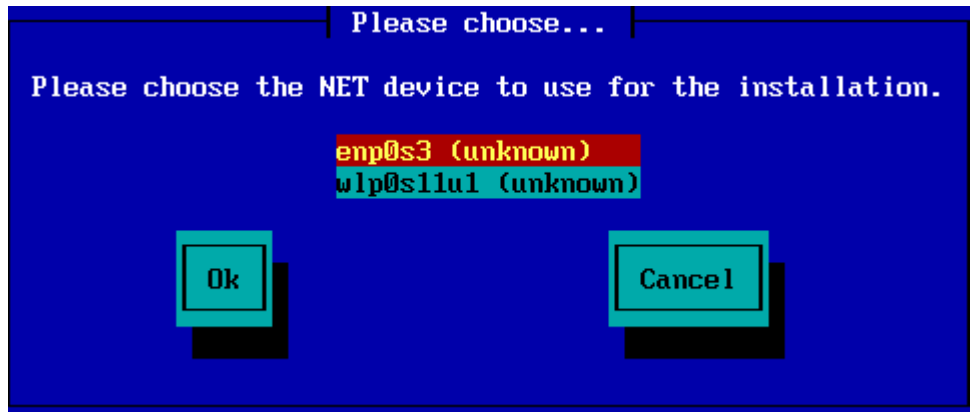 Please choose...
Please choose the NET device to use for the installation.
enp0s3 (unknown)
wlp0s11u1 (unknown)
Ok
Cancel